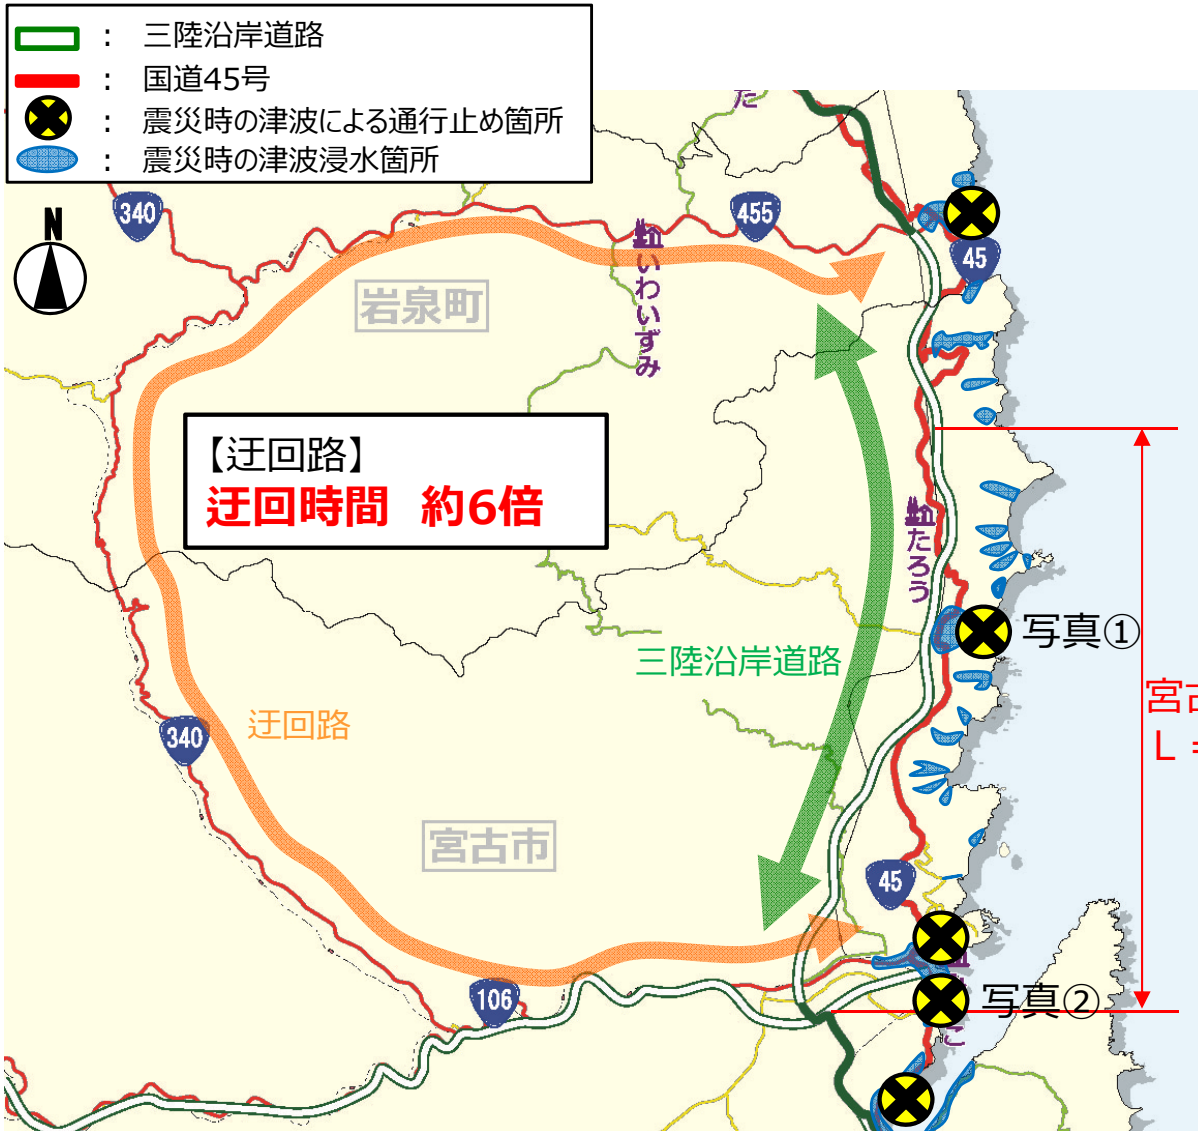 ： 三陸沿岸道路
： 国道45号
： 震災時の津波による通行止め箇所
： 震災時の津波浸水箇所
N
340
455
45
いわいずみ
岩泉町
【迂回路】
迂回時間 約6倍
たろう
写真①
三陸沿岸道路
宮古
L=
迂回路
340
宮古市
45
106
写真②
こ